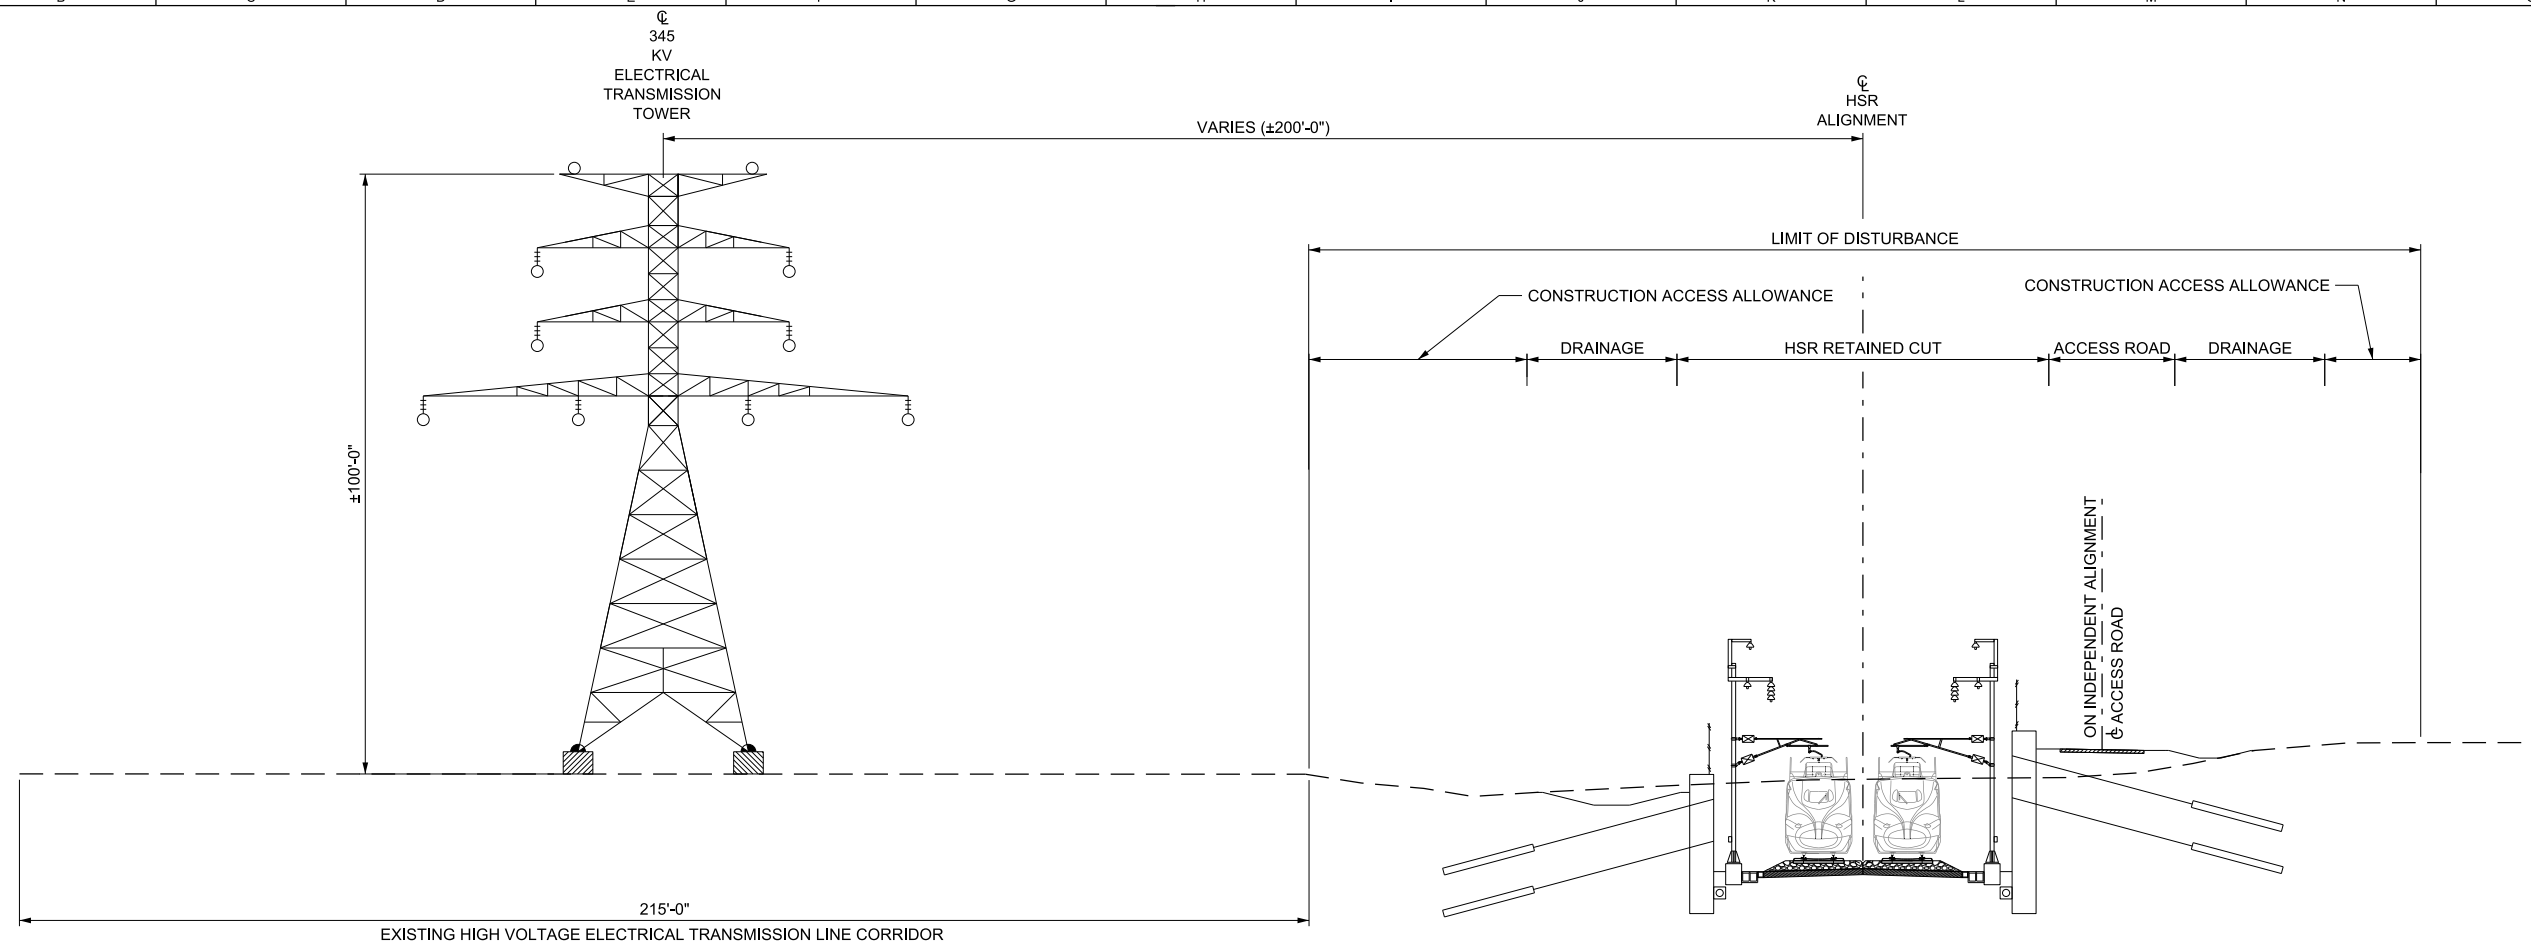 ℄
345
KV
ELECTRICAL
TRANSMISSION
TOWER
℄
HSR
ALIGNMENT
VARIES (±200'-0")
LIMIT OF DISTURBANCE
CONSTRUCTION ACCESS ALLOWANCE
CONSTRUCTION ACCESS ALLOWANCE
DRAINAGE
HSR RETAINED CUT
ACCESS ROAD
DRAINAGE
±100'-0"
ON INDEPENDENT ALIGNMENT
℄ ACCESS ROAD
215'-0"
EXISTING HIGH VOLTAGE ELECTRICAL TRANSMISSION LINE CORRIDOR